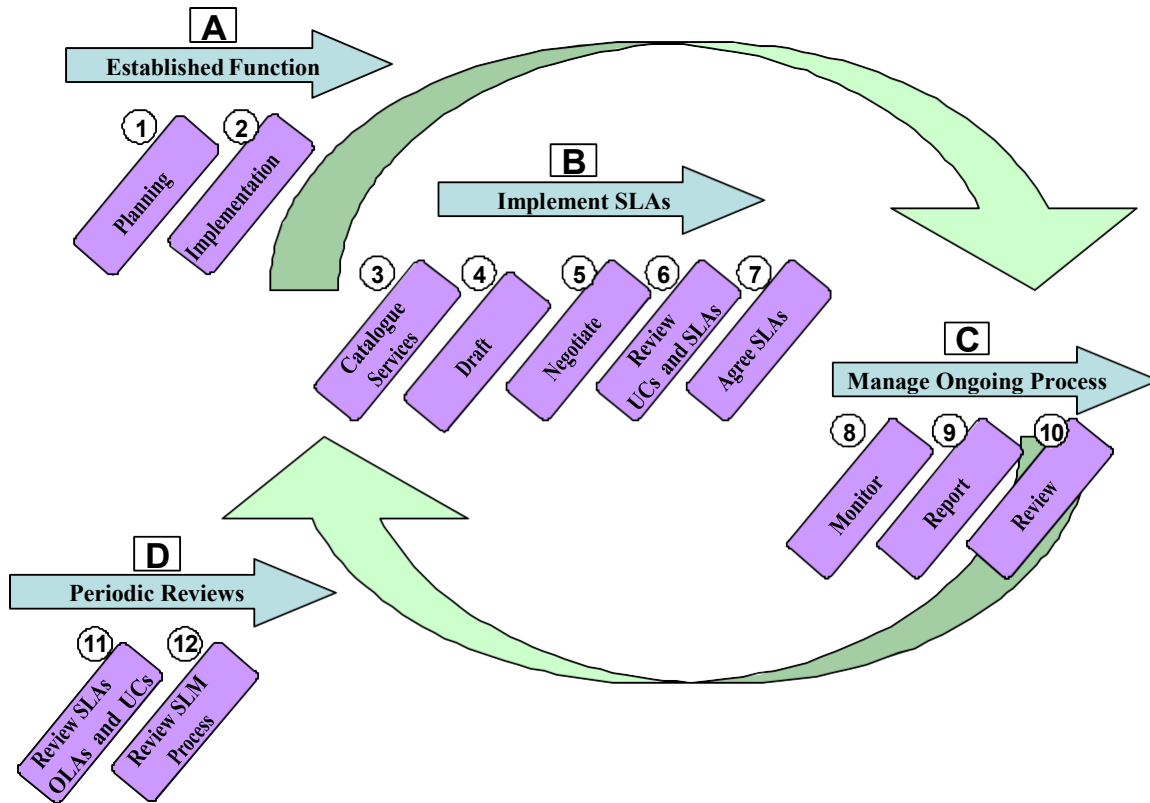 A
Established Function
1
Planning
2
Implementation
B
Implement SLAs
3
Catalogue
Services
4
Draft
5
Negotiate
6
Review
UCs and SLAs
7
Agree SLAs
C
Manage Ongoing Process
8
Monitor
9
Report
10
Review
D
Periodic Reviews
11
Review SLAs
OLAs and UCs
12
Review SLM
Process